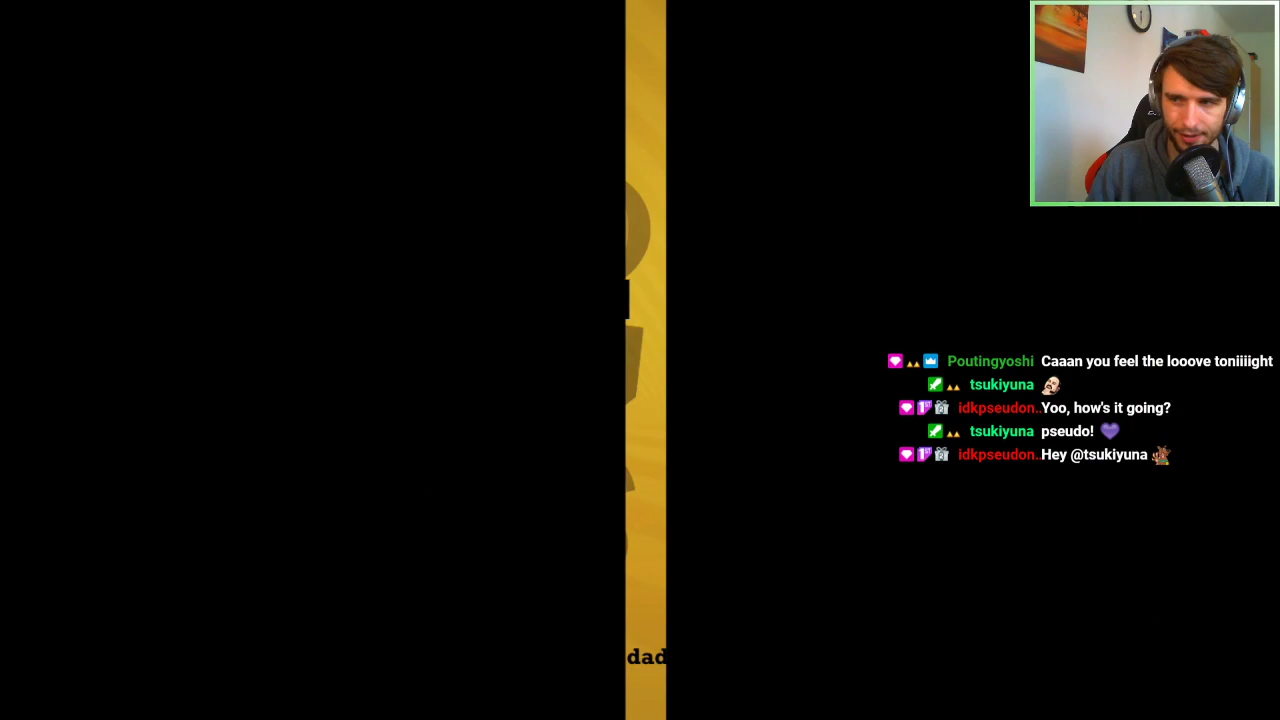 Poutingyoshi Caaan you feel the looove toniiiight
tsukiyuna
idkpseudon.. Yoo, how's it going?
tsukiyuna pseudo!
idkpseudon.. Hey @tsukiyuna
dad